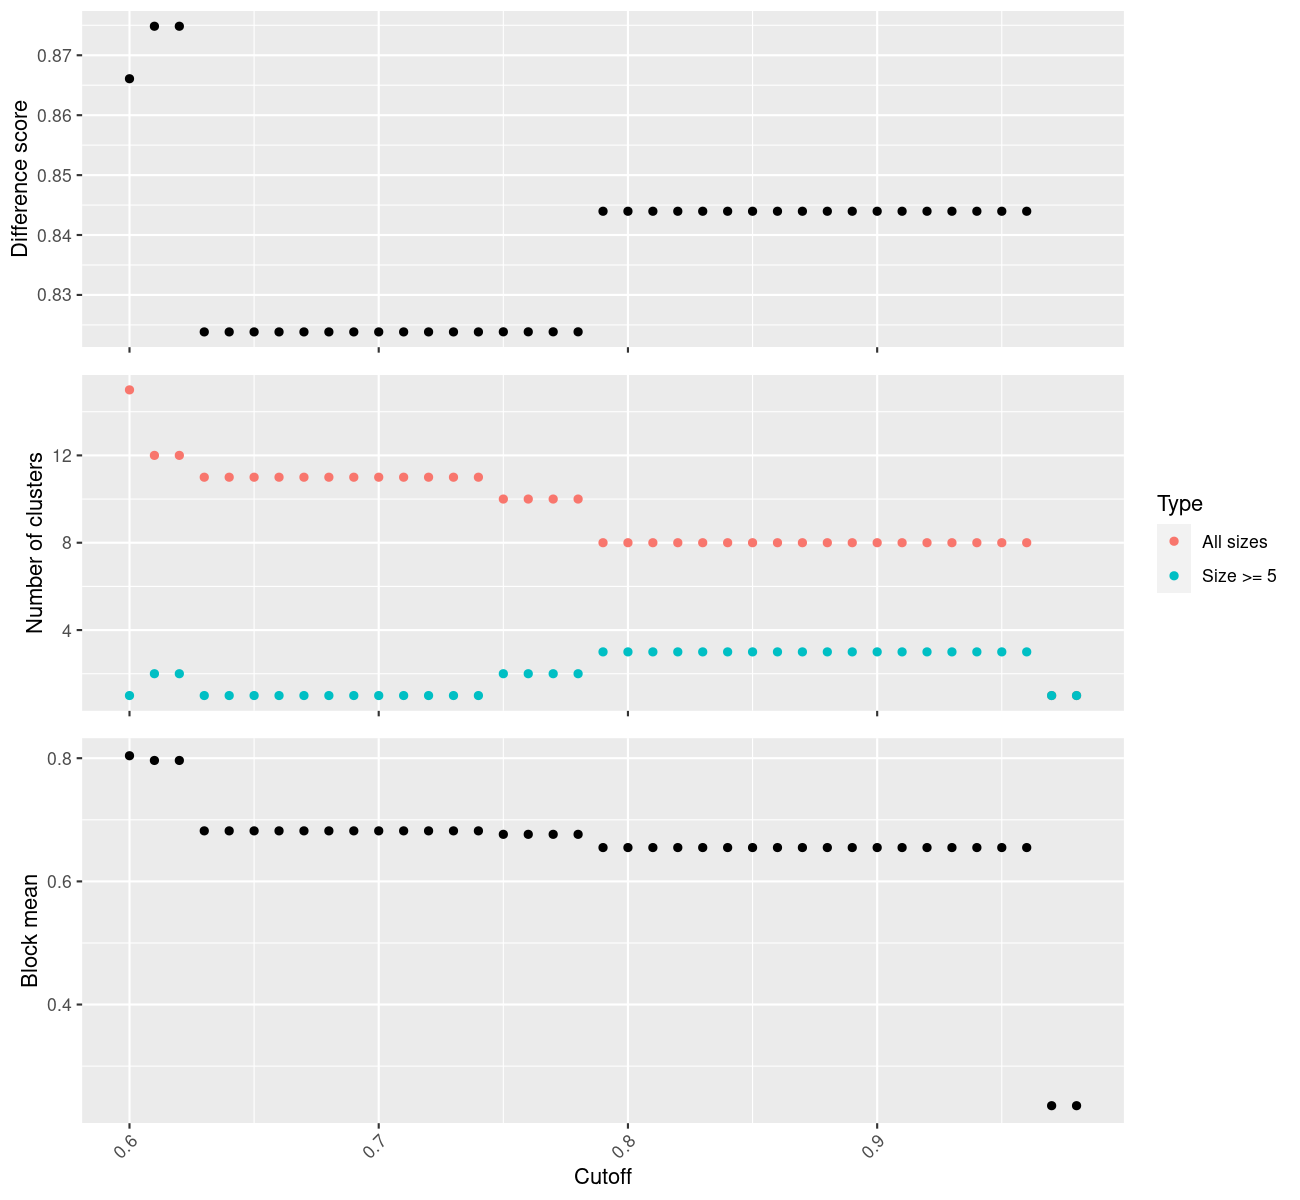 Difference score
0.87
0.86
0.85
0.84
0.83
Number of clusters
12
8
4
Type
All sizes
Size >= 5
Block mean
0.8
0.6
0.4
0.6 0.7 0.8 0.9
Cutoff